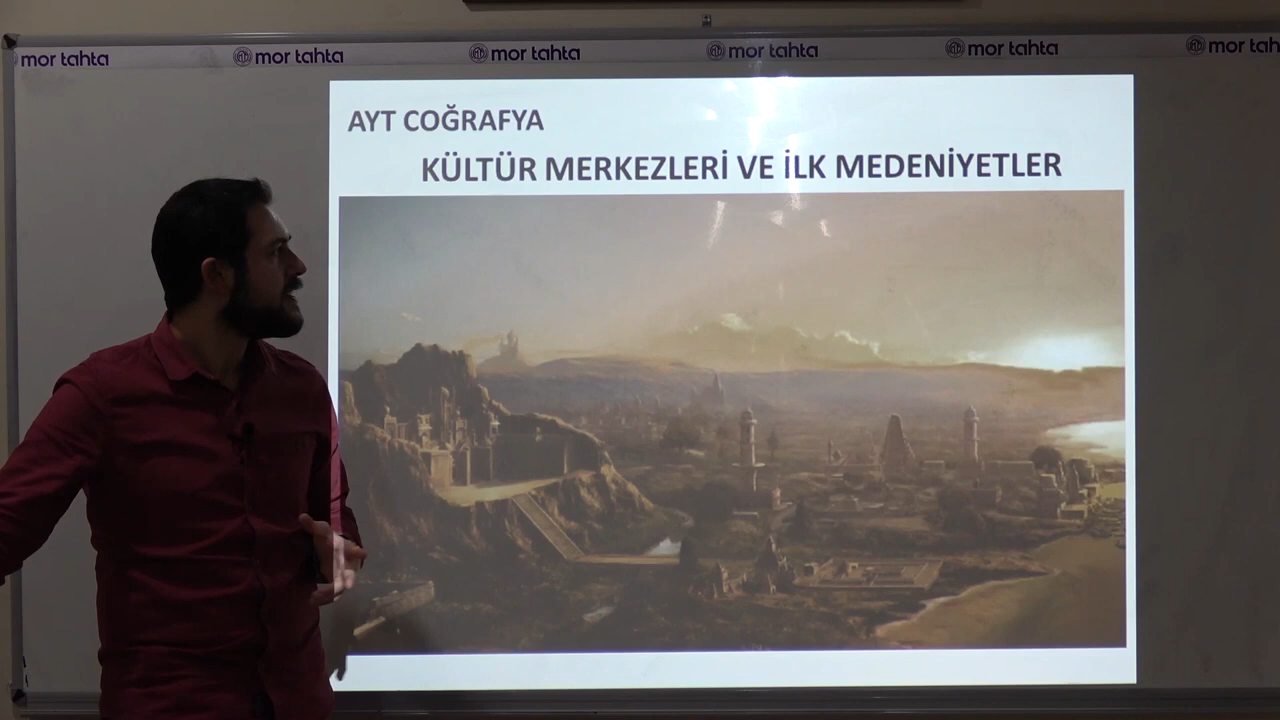 mor tahta mor tahta mor tahta mor tahta mor tahta mor taht
AYT COĞRAFYA
KÜLTÜR MERKEZLERİ VE İLK MEDENİYETLER